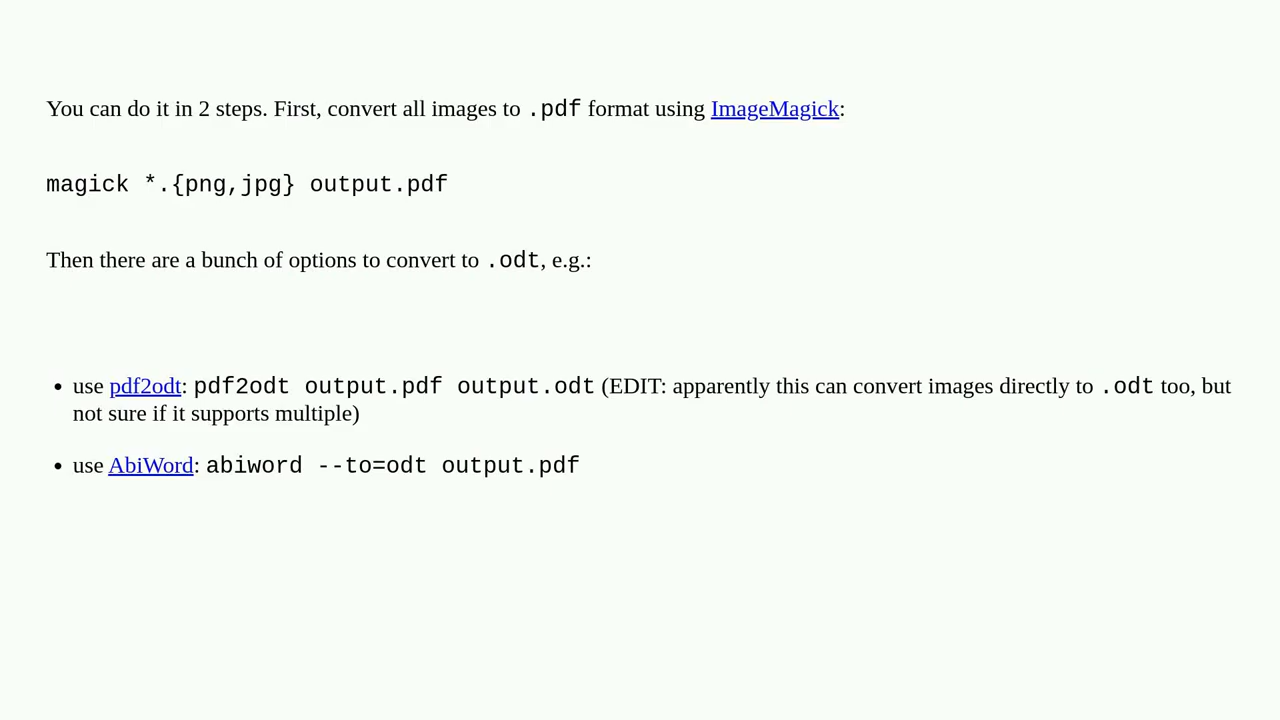 You can do it in 2 steps. First, convert all images to .pdf format using ImageMagick:
magick *.{png,jpg} output.pdf
Then there are a bunch of options to convert to .odt, e.g.:
• use pdf2odt: pdf2odt output.pdf output.odt (EDIT: apparently this can convert images directly to .odt too, but
not sure if it supports multiple)
• use AbiWord: abiword --to=odt output.pdf